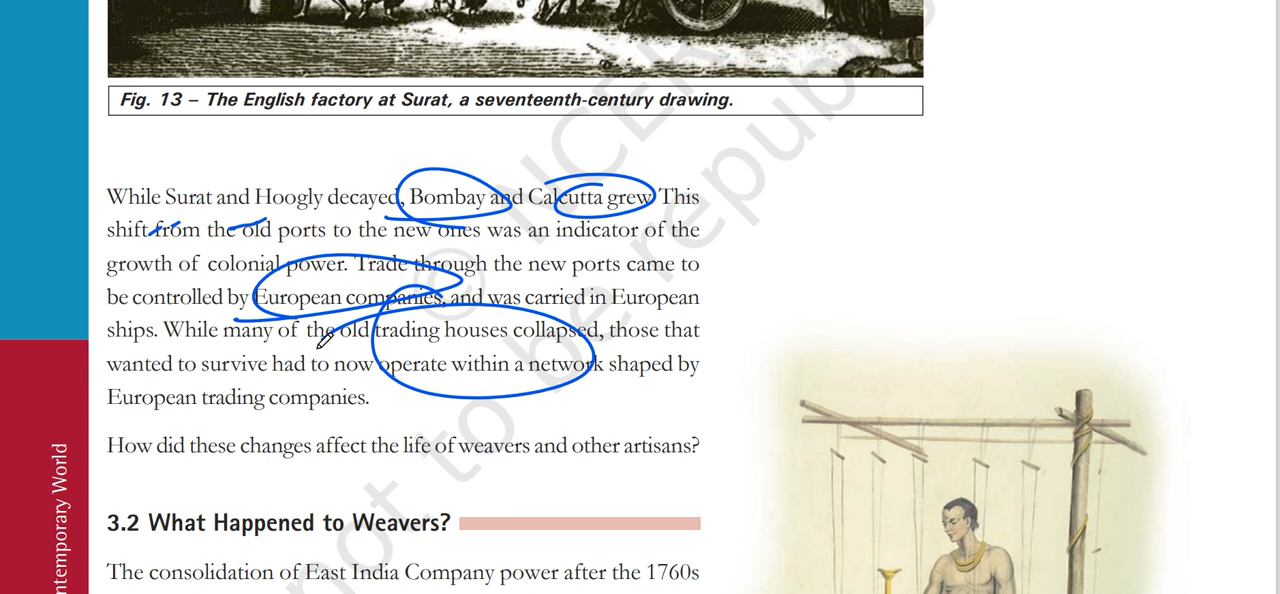 Fig. 13 – The English factory at Surat, a seventeenth-century drawing.
While Surat and Hoogly decayed, Bombay and Calcutta grew. This
shift from the old ports to the new ones was an indicator of the
growth of colonial power. Trade through the new ports came to
be controlled by European companies, and was carried in European
ships. While many of the old trading houses collapsed, those that
wanted to survive had to now operate within a network shaped by
European trading companies.
How did these changes affect the life of weavers and other artisans?
3.2 What Happened to Weavers?
The consolidation of East India Company power after the 1760s
© NCER
not to be republis
ntemporary World